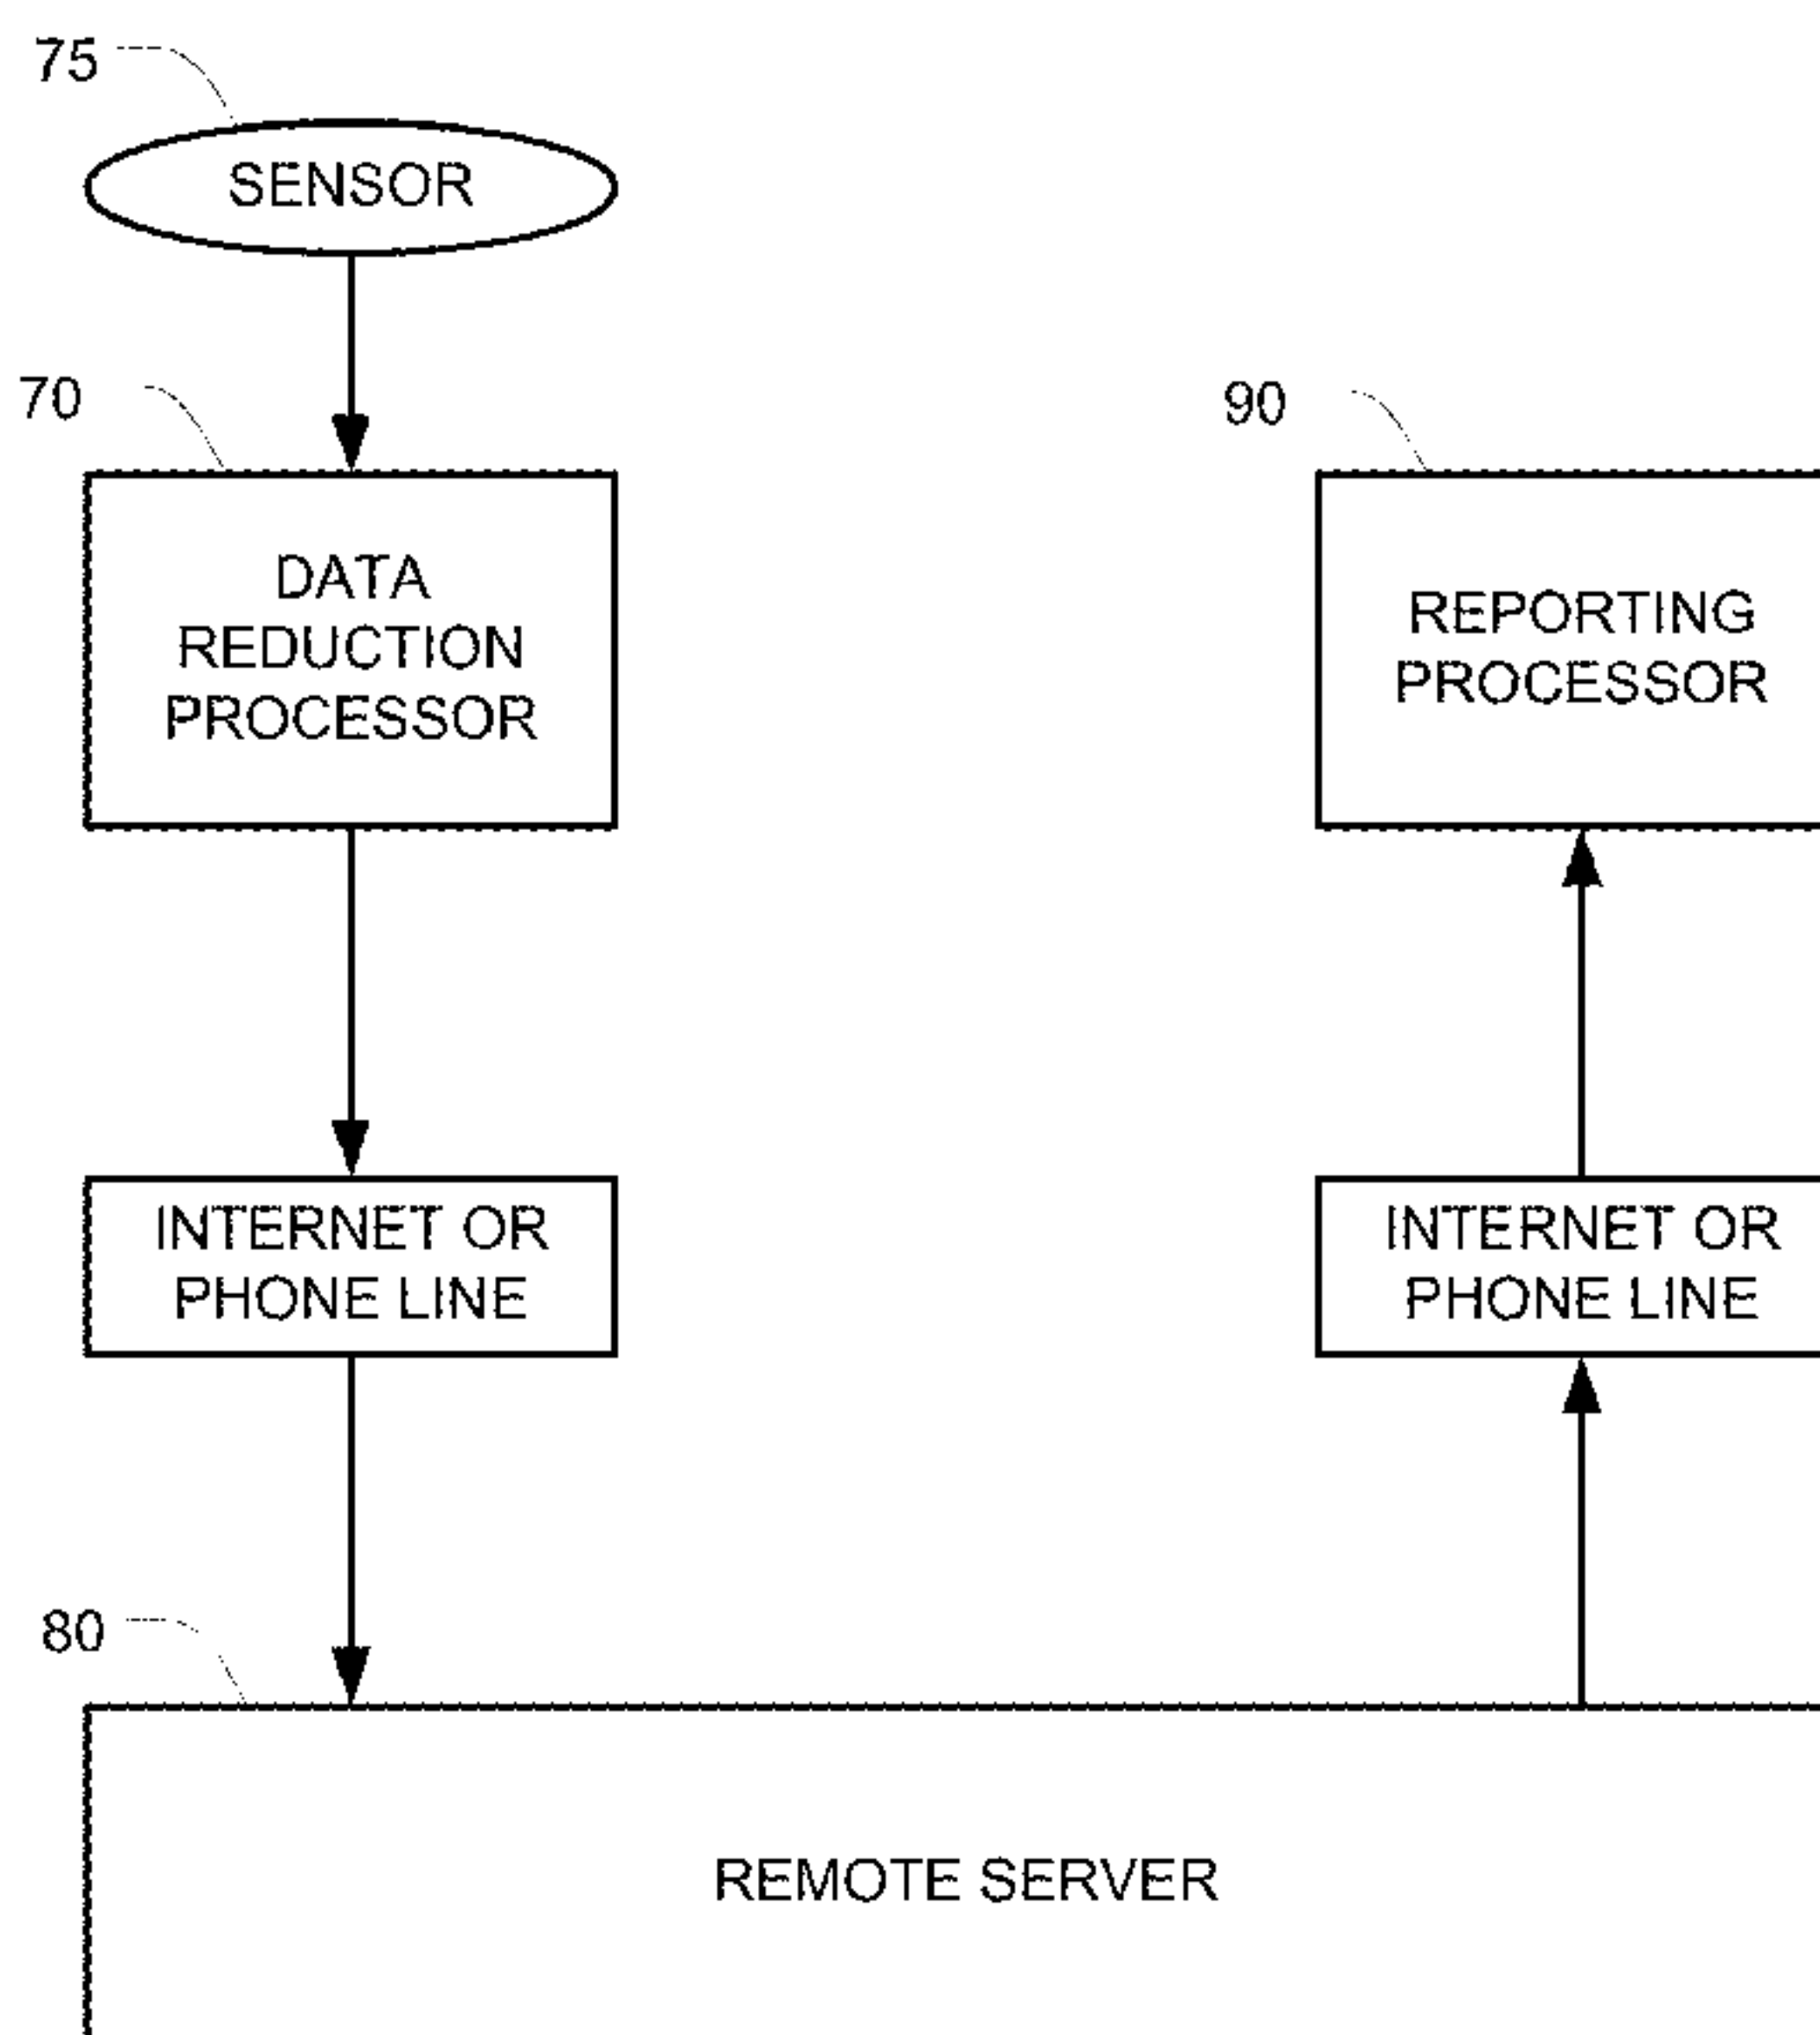 75
SENSOR
70
90
DATA
REDUCTION
PROCESSOR
REPORTING
PROCESSOR
INTERNET OR
PHONE LINE
INTERNET OR
PHONE LINE
80
REMOTE SERVER